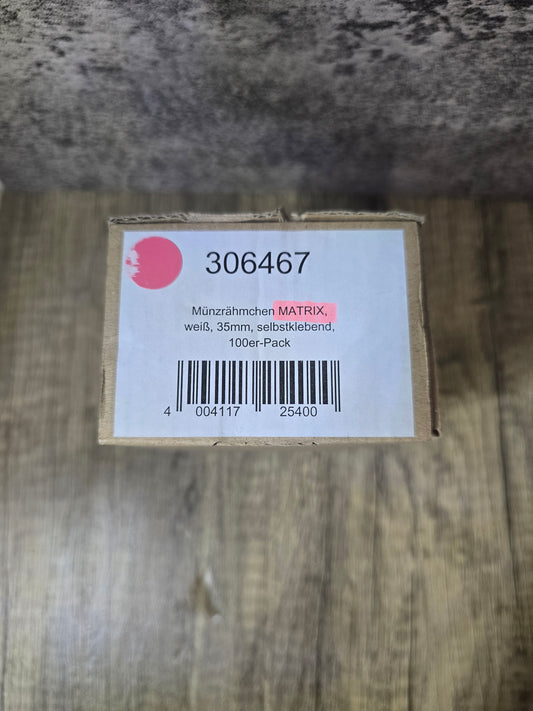 306467
Münzrähmchen MATRIX,
weiß, 35mm, selbstklebend,
100er-Pack
4 004117 25400